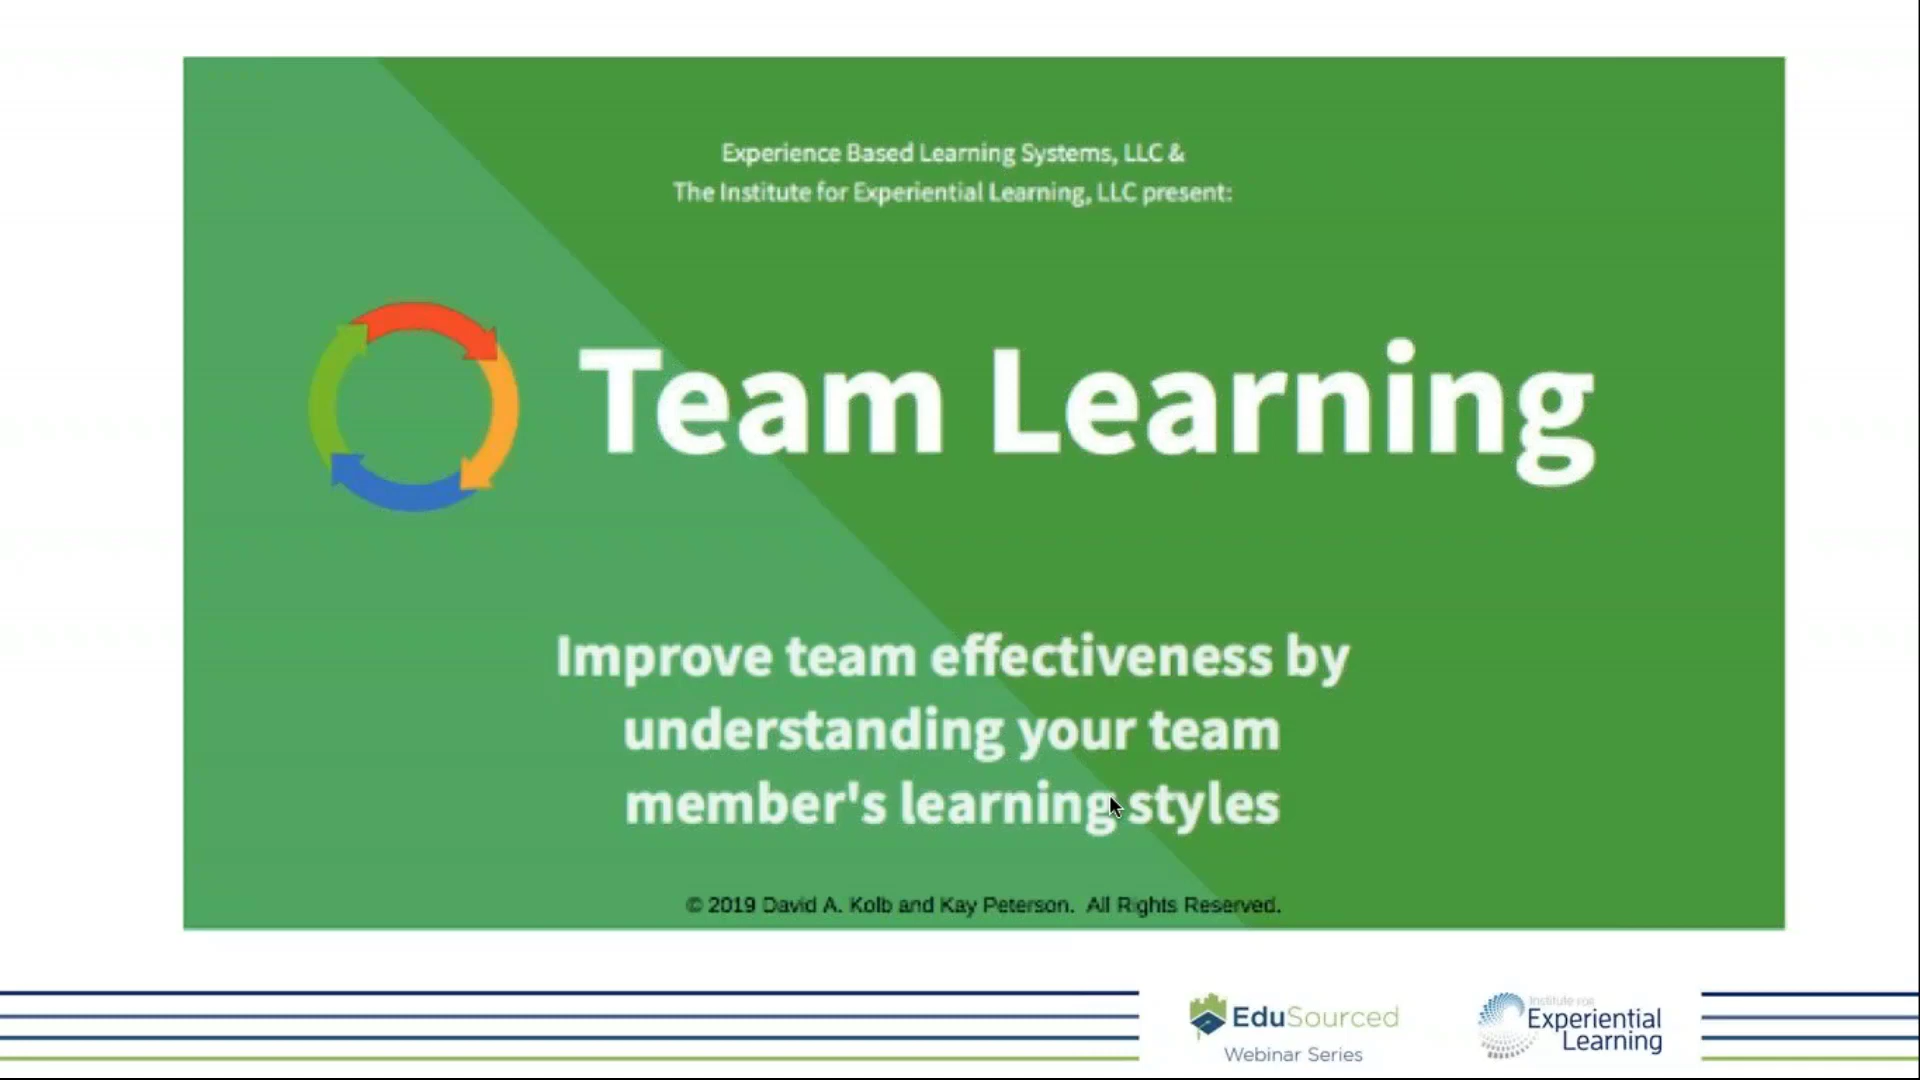 Experience Based Learning Systems, LLC &
The Institute for Experiential Learning, LLC present:
Team Learning
Improve team effectiveness by
understanding your team
member's learning styles
© 2019 David A. Kolb and Kay Peterson. All Rights Reserved.
EduSourced
Webinar Series
Institute for
Experiential
Learning